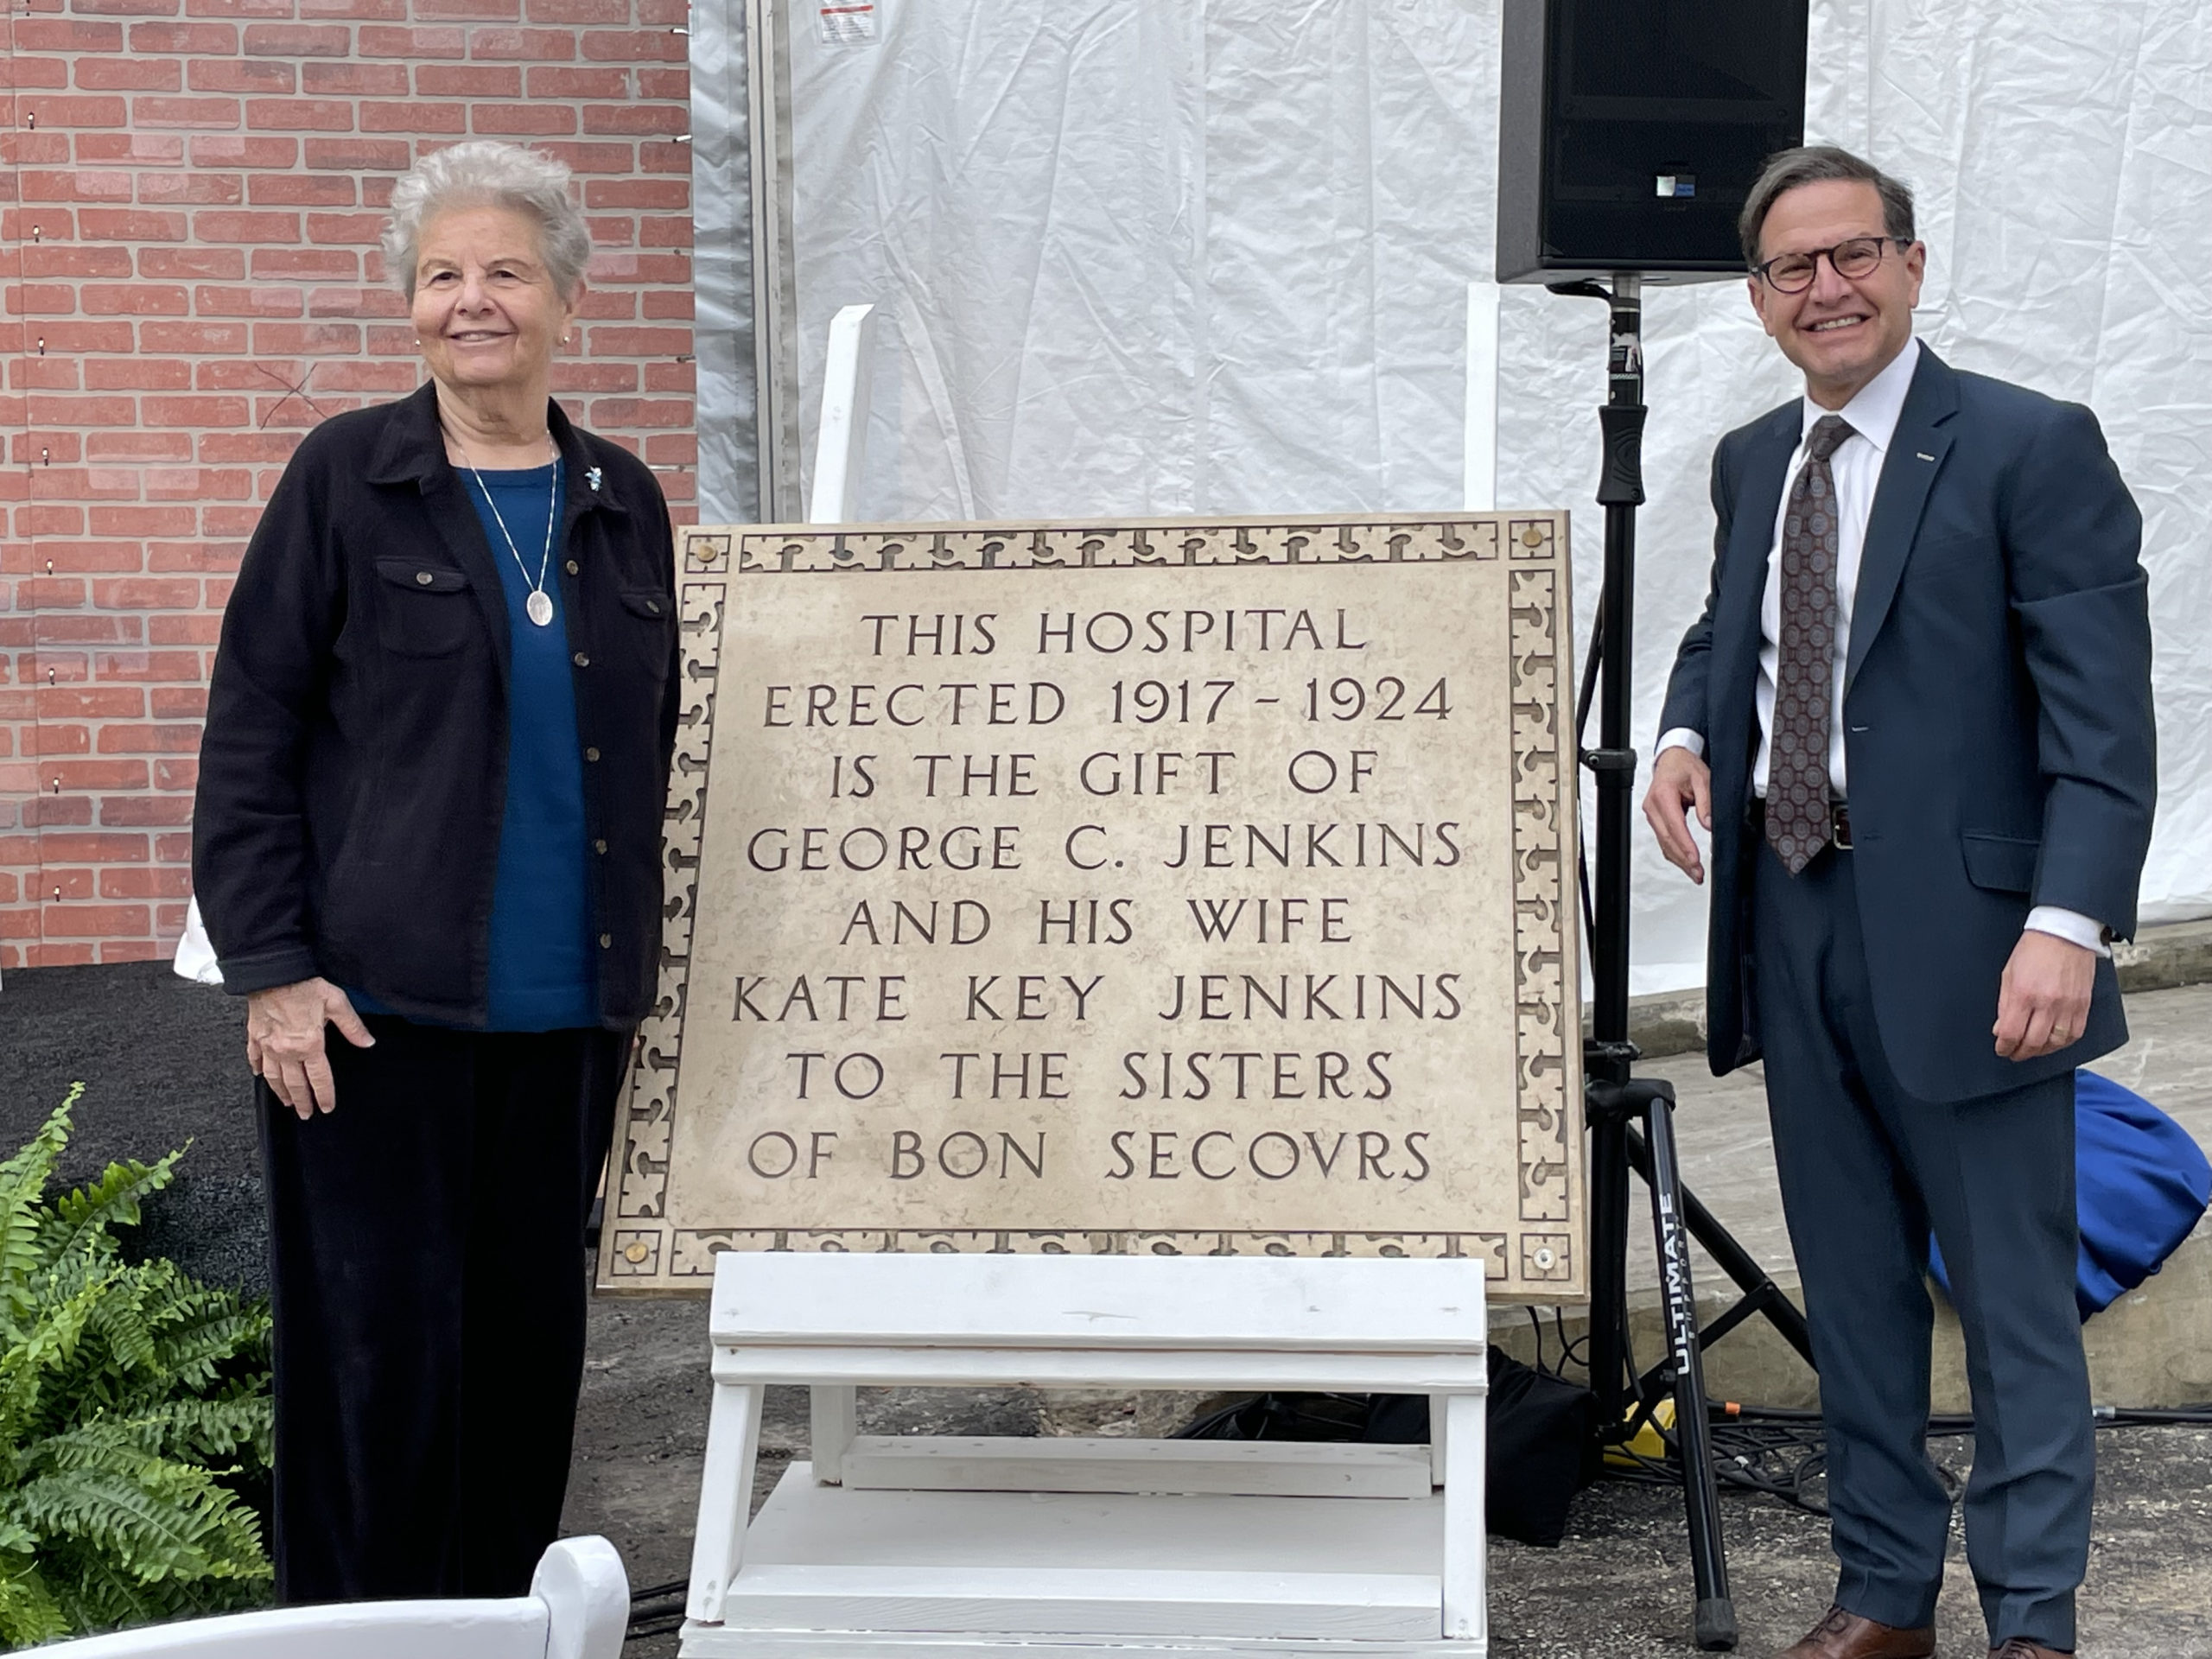 THIS HOSPITAL
ERECTED 1917 - 1924
IS THE GIFT OF
GEORGE C. JENKINS
AND HIS WIFE
KATE KEY JENKINS
TO THE SISTERS
OF BON SECOVRS
ULTIMATE
SUPPORT